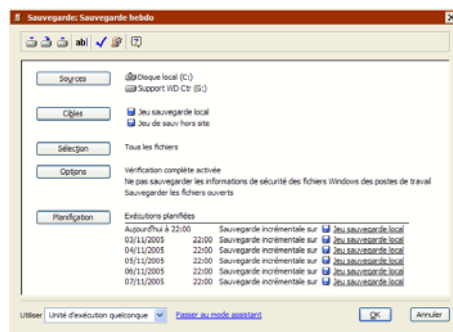 Sauvegarde: Sauvegarde hebdo
ab|
Sources
Disque local (C:)
Support WD Ctr (G:)
Cibles
Jeu sauvegarde local
Jeu de sauv hors site
Sélection
Tous les fichiers
Options
Vérification complète activée
Ne pas sauvegarder les informations de sécurité des fichiers Windows des postes de travail
Sauvegarder les fichiers ouverts
Planification
Exécutions planifiées
Aujourd'hui à 22:00 Sauvegarde incrémentale sur Jeu sauvegarde local
03/11/2005 22:00 Sauvegarde incrémentale sur Jeu sauvegarde local
04/11/2005 22:00 Sauvegarde incrémentale sur Jeu sauvegarde local
05/11/2005 22:00 Sauvegarde incrémentale sur Jeu sauvegarde local
06/11/2005 22:00 Sauvegarde incrémentale sur Jeu sauvegarde local
07/11/2005 22:00 Sauvegarde incrémentale sur Jeu sauvegarde local
Utiliser Unité d'exécution quelconque Passer au mode assistant OK Annuler